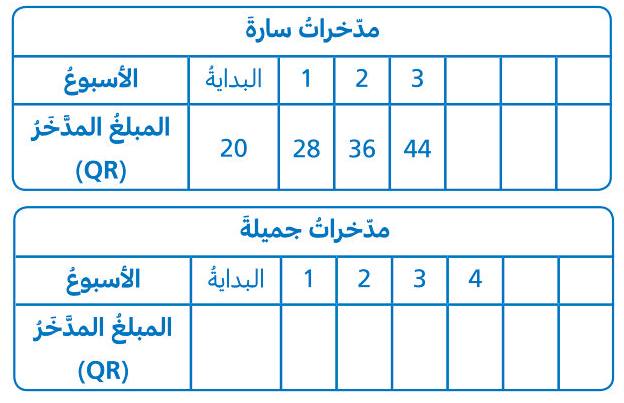 مدّخراتُ سارةَ
الأسبوعُ البدايةُ 1 2 3
المبلغُ المدَّخَرُ (QR) 20 28 36 44
مدّخراتُ جميلةَ
الأسبوعُ البدايةُ 1 2 3 4
المبلغُ المدَّخَرُ (QR)